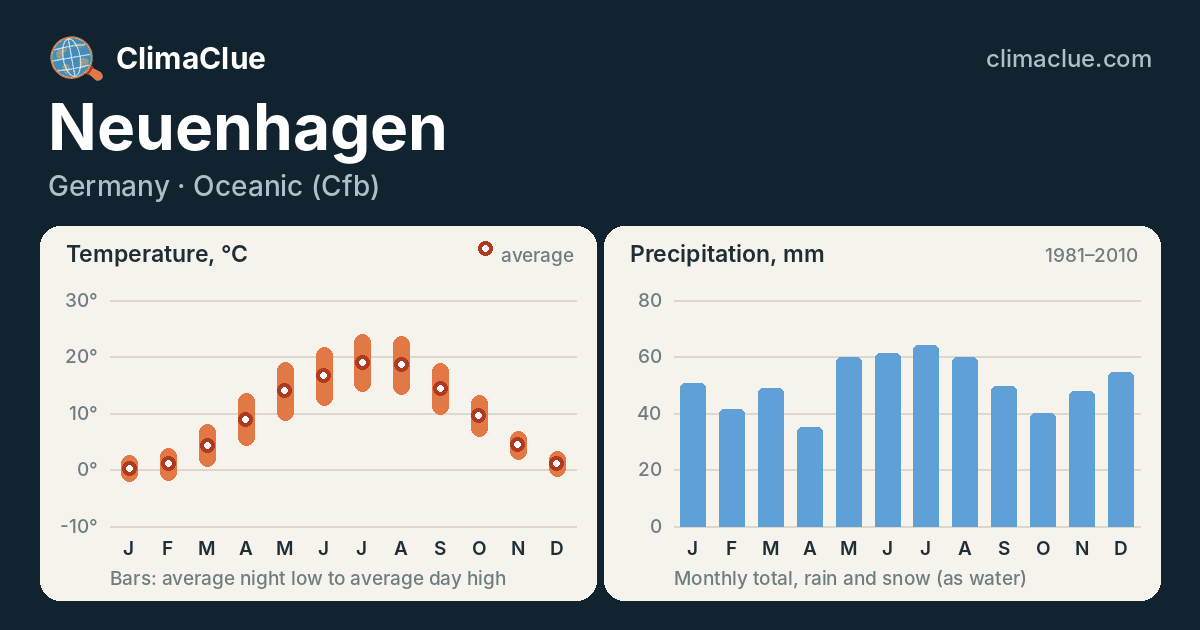 ClimaClue
climaclue.com
Neuenhagen
Germany · Oceanic (Cfb)
Temperature, °C
average
30°
20°
10°
0°
-10°
J F M A M J J A S O N D
Bars: average night low to average day high
Precipitation, mm
1981–2010
80
60
40
20
0
J F M A M J J A S O N D
Monthly total, rain and snow (as water)